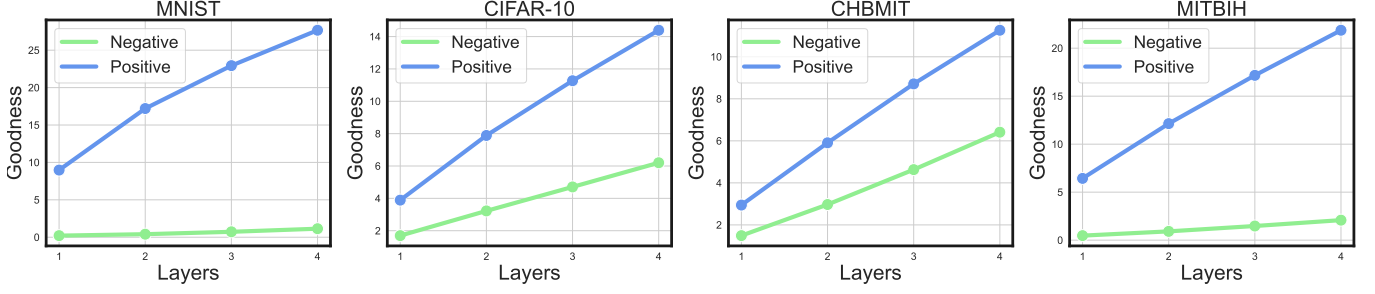 MNIST
Negative
Positive
25
20
15
10
5
0
Goodness
1 2 3 4
Layers
CIFAR-10
Negative
Positive
14
12
10
8
6
4
2
Goodness
1 2 3 4
Layers
CHBMIT
Negative
Positive
10
8
6
4
2
Goodness
1 2 3 4
Layers
MITBIH
Negative
Positive
20
15
10
5
0
Goodness
1 2 3 4
Layers